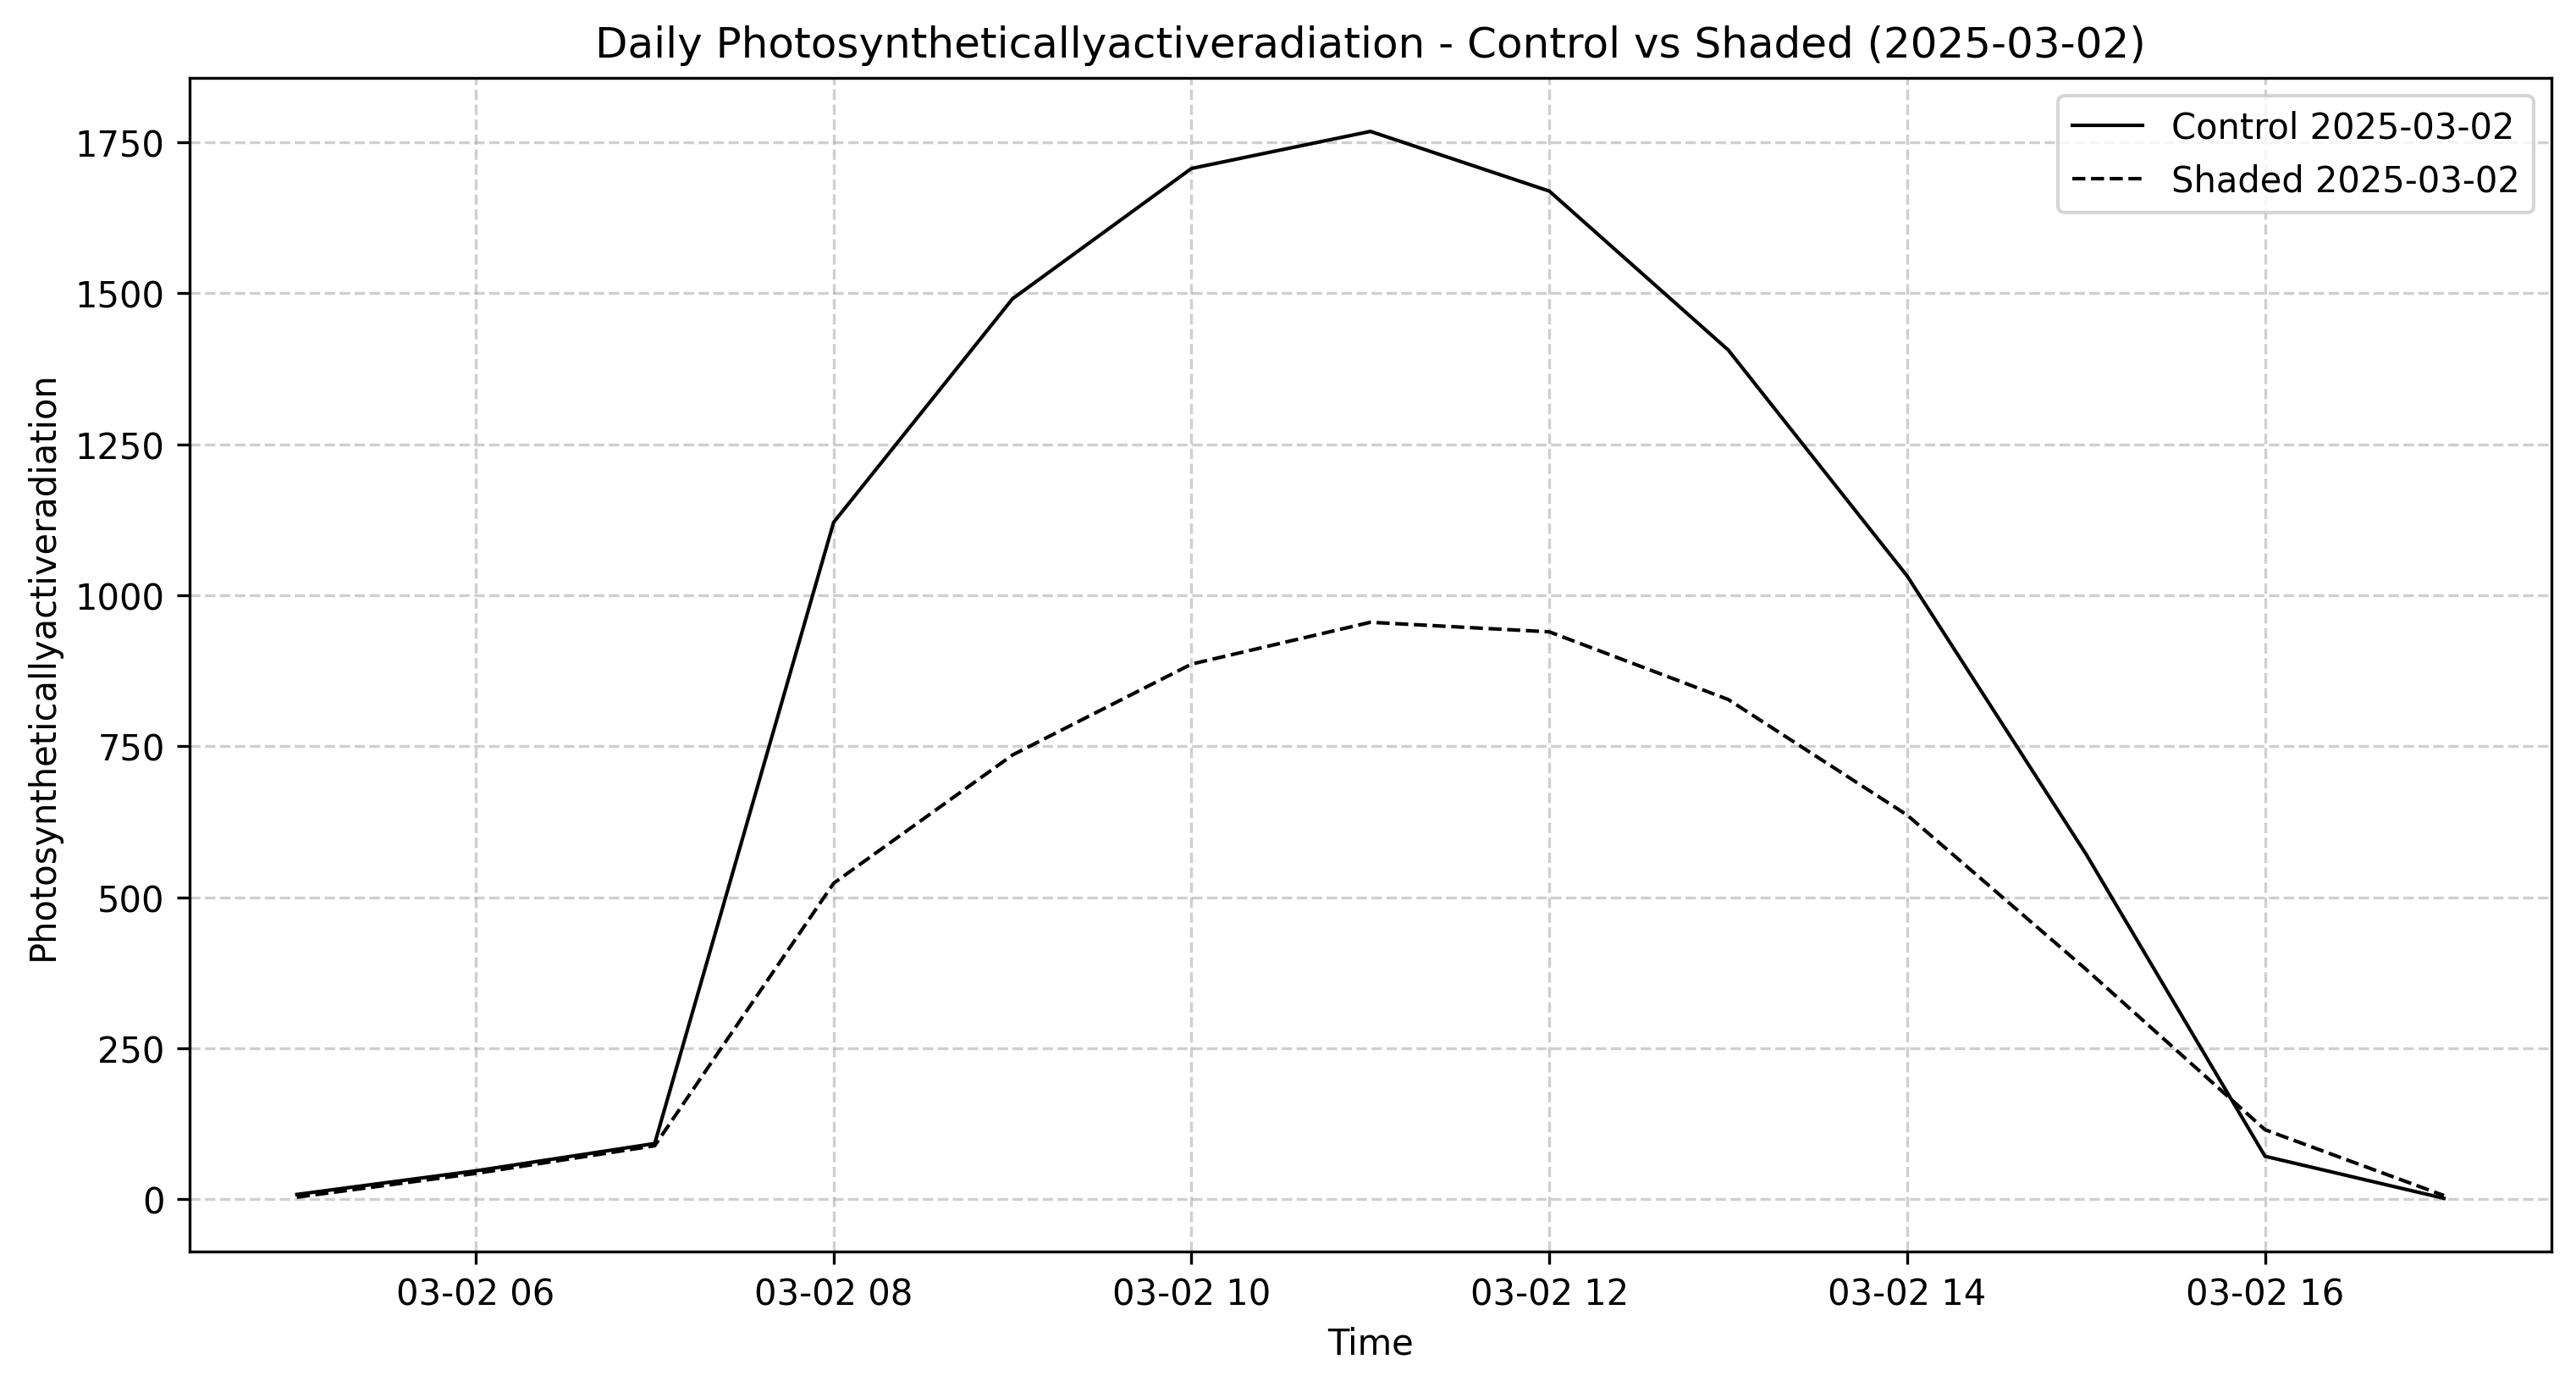 Daily Photosyntheticallyactiveradiation - Control vs Shaded (2025-03-02)
Control 2025-03-02
Shaded 2025-03-02
Photosyntheticallyactiveradiation
1750
1500
1250
1000
750
500
250
0
03-02 06 03-02 08 03-02 10 03-02 12 03-02 14 03-02 16
Time